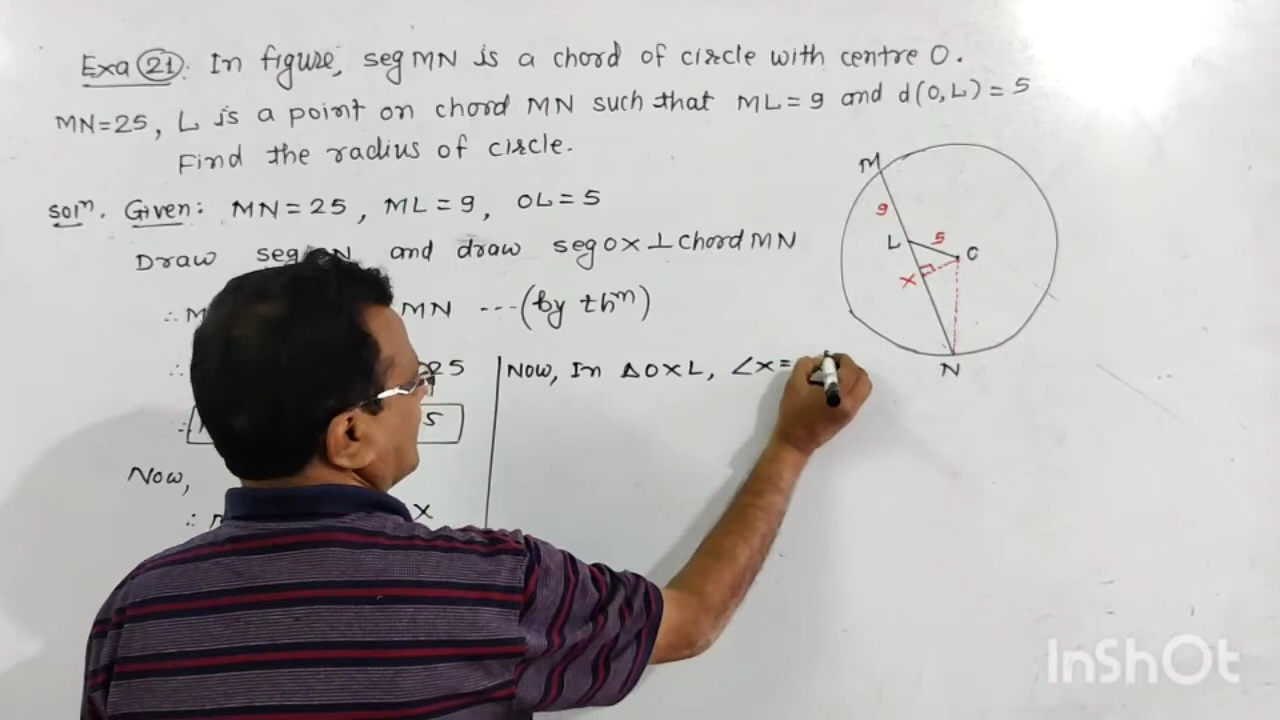 Exa 21: In figure, seg MN is a chord of circle with centre O.
MN=25, L is a point on chord MN such that ML=9 and d(O,L)=5
Find the radius of circle.
Solⁿ. Given: MN=25, ML=9, OL=5
Draw seg ON and draw seg OX ⊥ chord MN
∴ M MN ---(by thᵐ)
∴ 25
∴ 5
Now,
∴ X
Now, In ΔOXL, ∠X=
M
9
L
5
O
X
N
InShOt